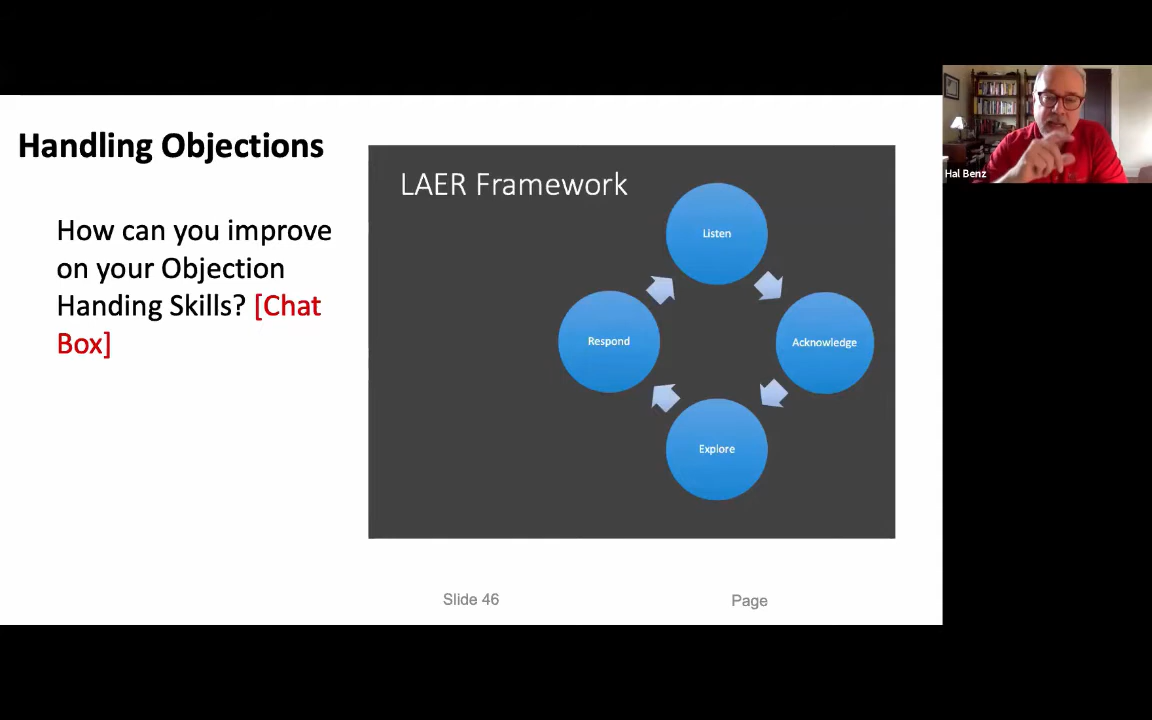 Handling Objections
How can you improve
on your Objection
Handing Skills? [Chat
Box]
LAER Framework
Listen
Acknowledge
Explore
Respond
Slide 46
Page
Hal Benz